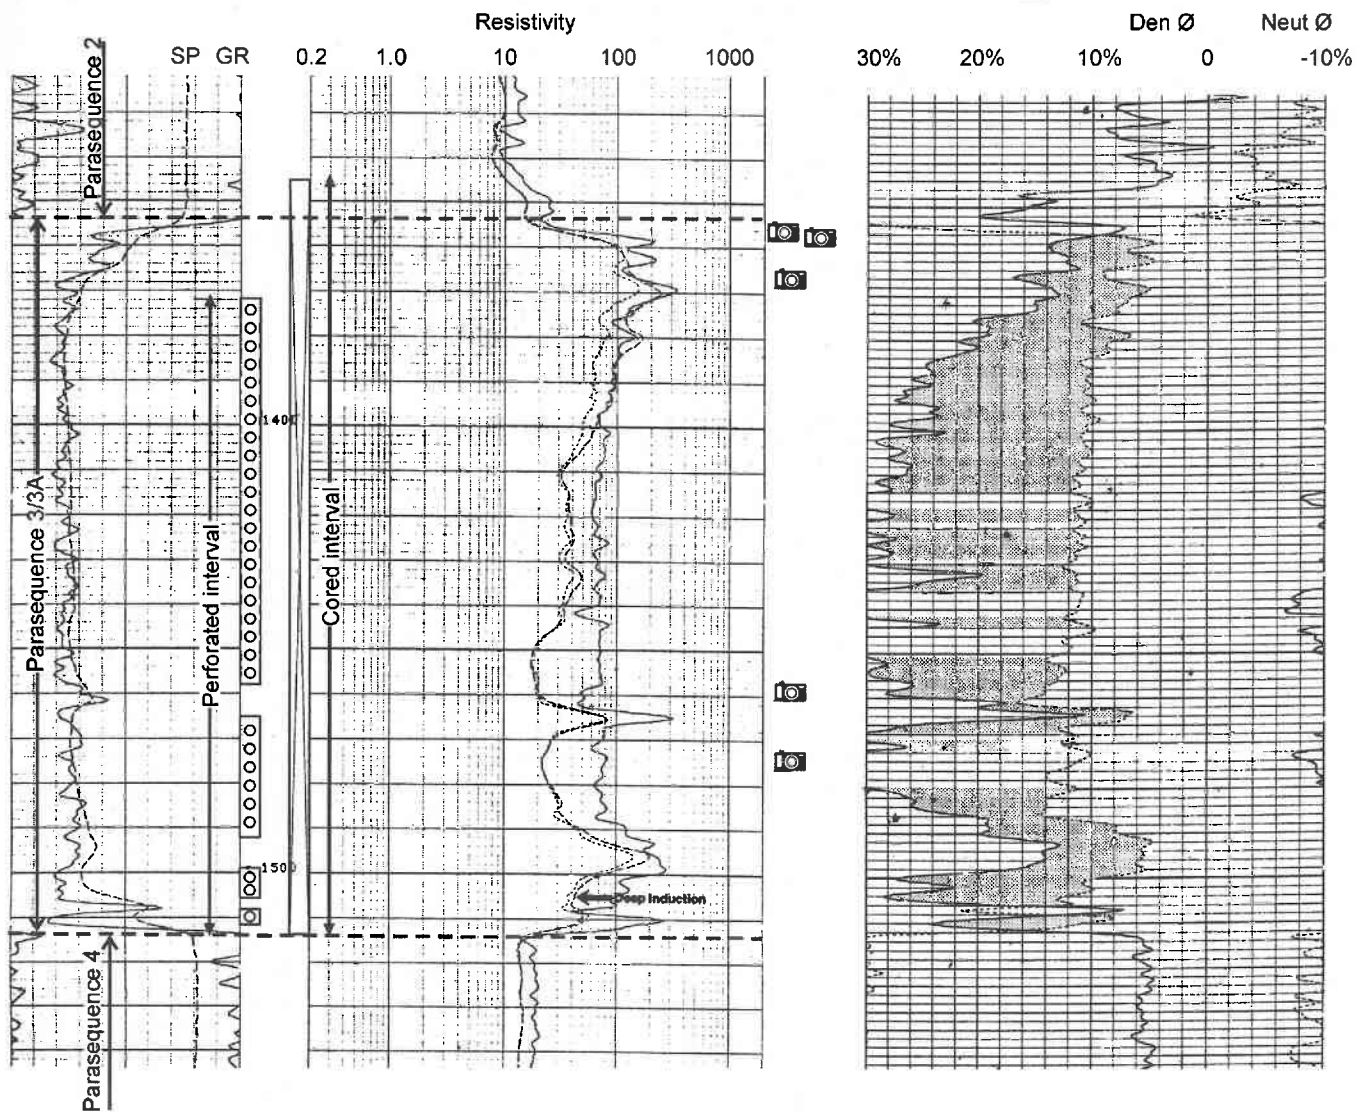 Resistivity
Den Ø
Neut Ø
SP
GR
0.2
1.0
10
100
1000
30%
20%
10%
0
-10%
Parasequence 2
Parasequence 3/3A
Perforated interval
Cored interval
1400
1500
Deep Induction
Parasequence 4